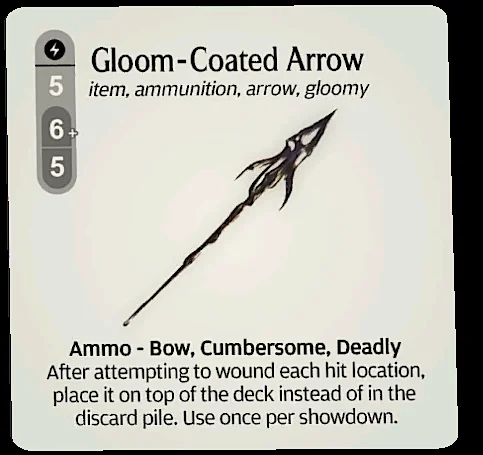 Gloom-Coated Arrow
item, ammunition, arrow, gloomy
5
6+
5
Ammo - Bow, Cumbersome, Deadly
After attempting to wound each hit location,
place it on top of the deck instead of in the
discard pile. Use once per showdown.